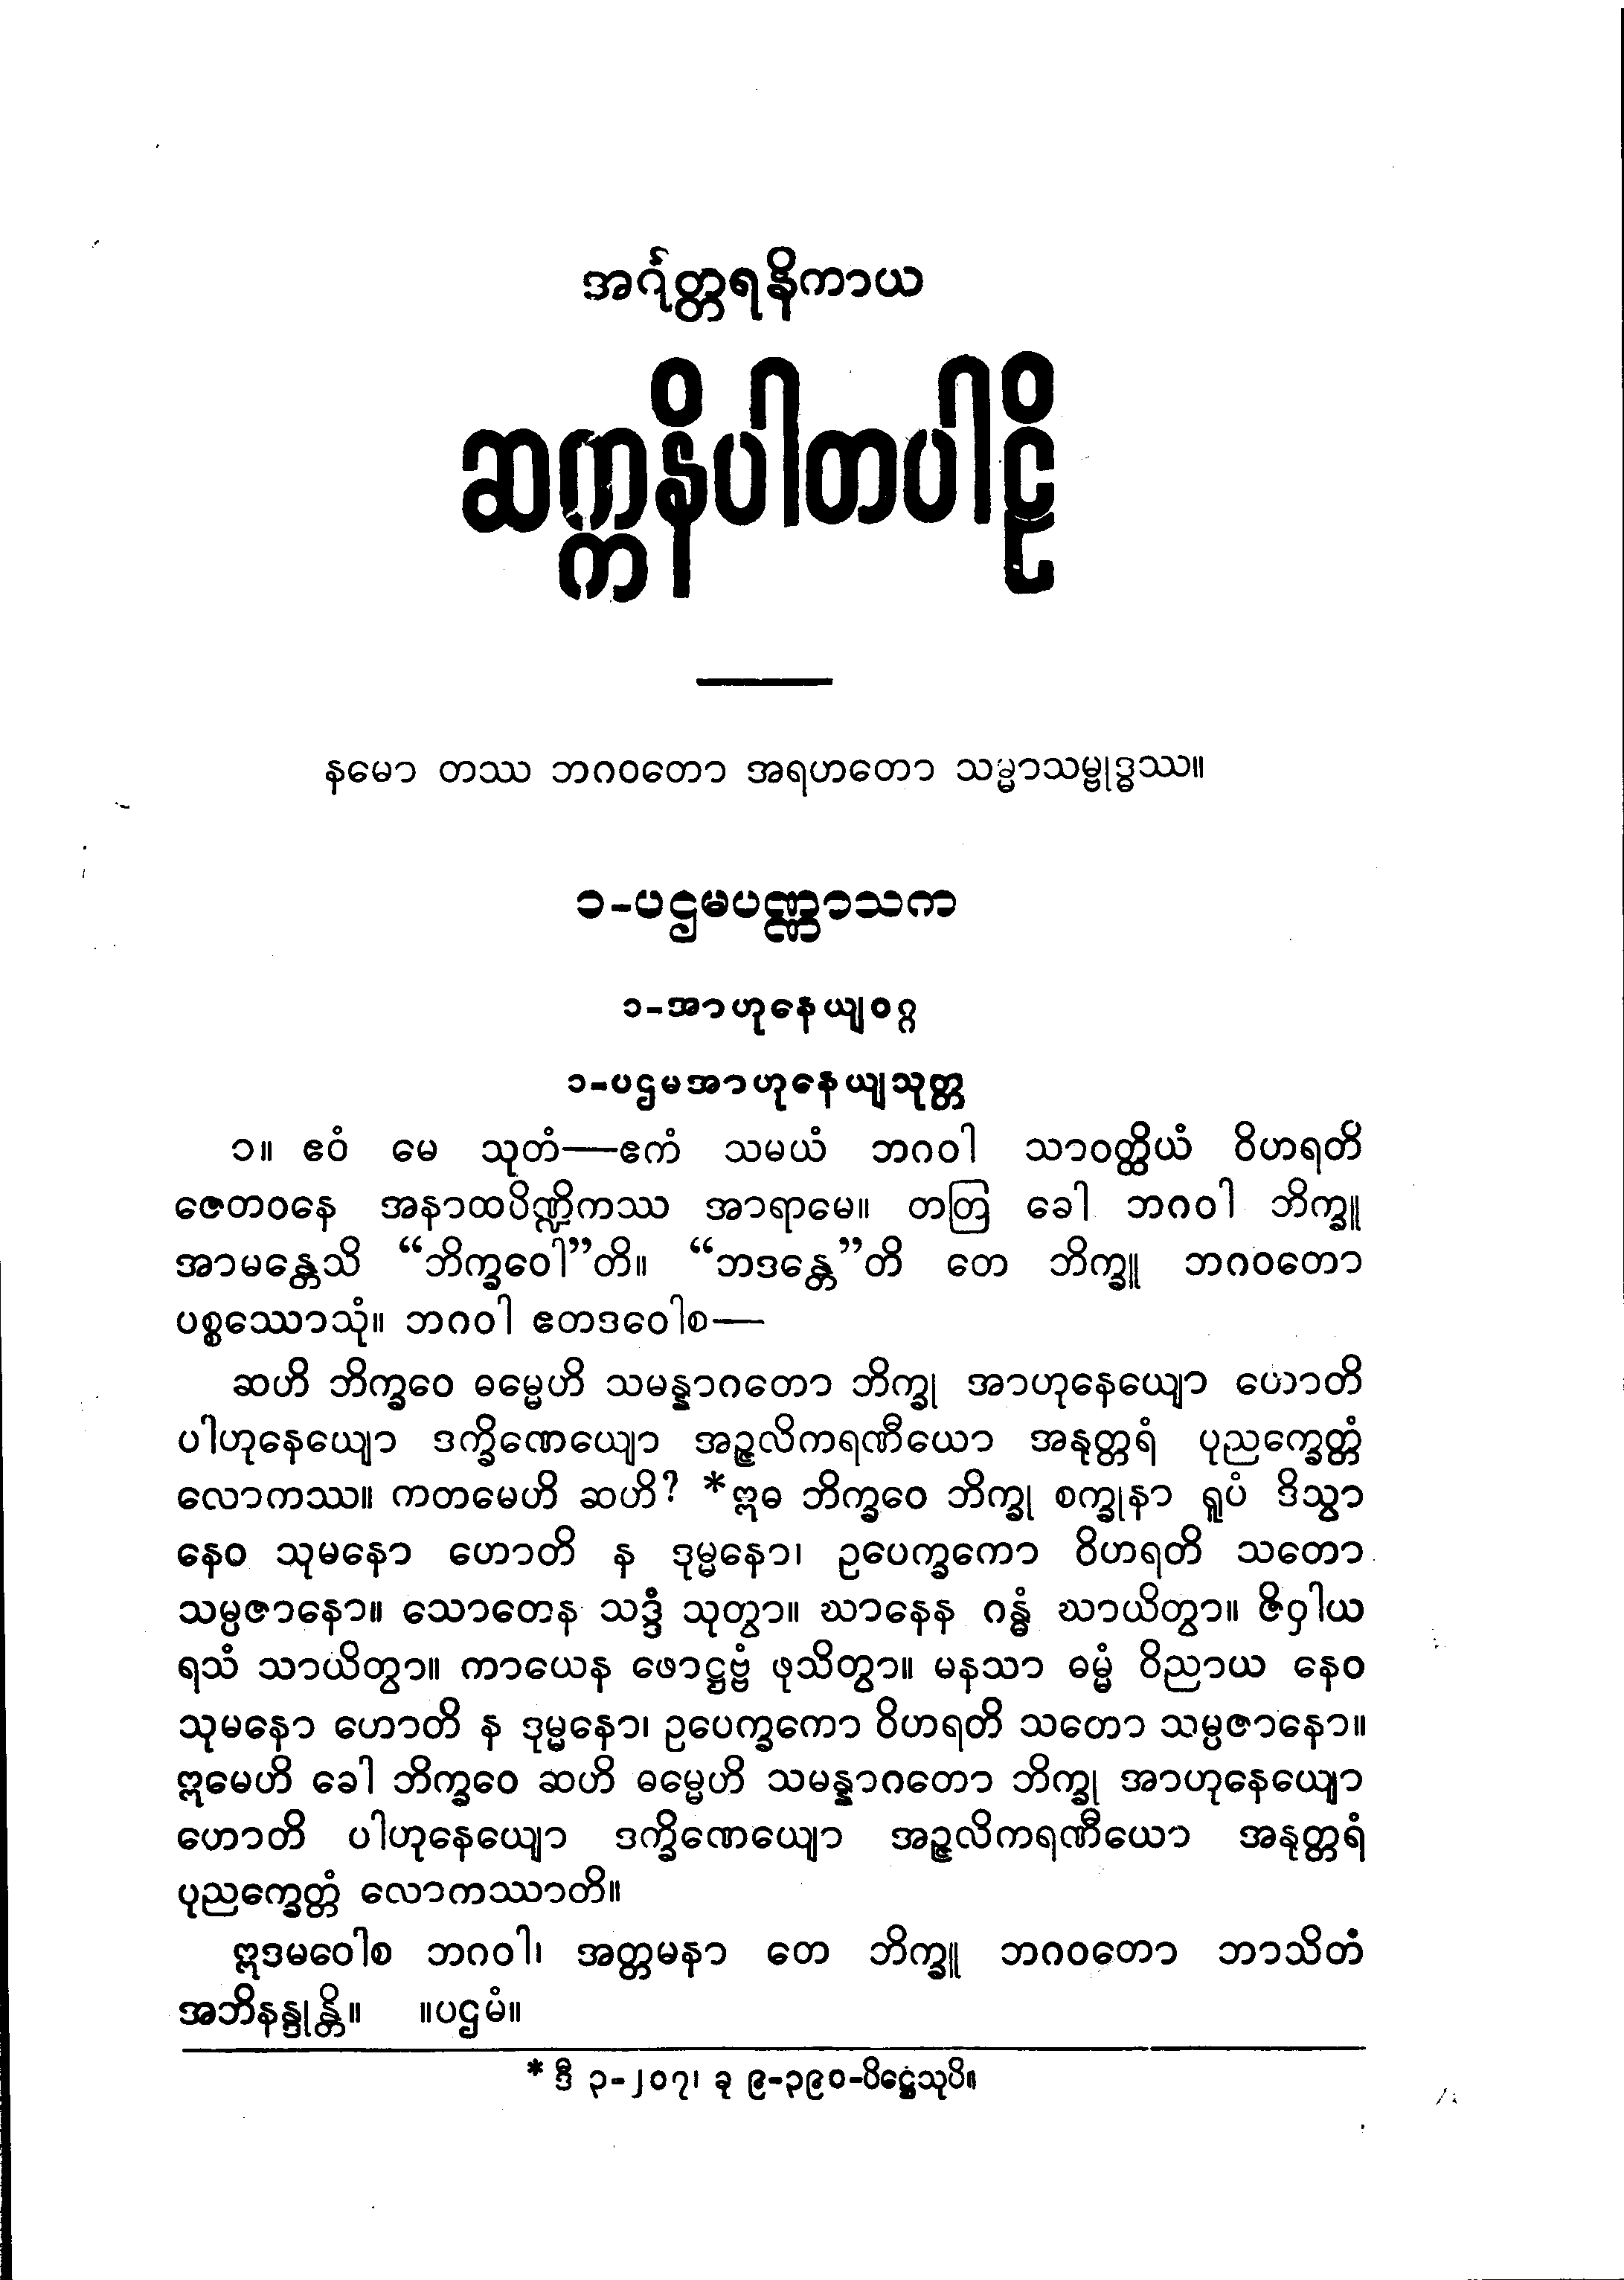 အင်္ဂုတ္တရနိကာယ
ဆက္ကနိပါတပါဠိ
နမော တဿ ဘဂဝတော အရဟတော သမ္မာသမ္ဗုဒ္ဓဿ။
၁-ပဌမပဏ္ဏာသက
၁-အာဟုနေယျဝဂ္ဂ
၁-ပဌမအာဟုနေယျသုတ္တ
၁။ ဧဝံ မေ သုတံ—ဧကံ သမယံ ဘဂဝါ သာဝတ္ထိယံ ဝိဟရတိ
ဇေတဝနေ အနာထပိဏ္ဍိကဿ အာရာမေ။ တတြ ခေါ ဘဂဝါ ဘိက္ခူ
အာမန္တေသိ “ဘိက္ခဝေါ”တိ။ “ဘဒန္တေ”တိ တေ ဘိက္ခူ ဘဂဝတော
ပစ္စဿောသုံ။ ဘဂဝါ ဧတဒဝေါစ—
ဆဟိ ဘိက္ခဝေ ဓမ္မေဟိ သမန္နာဂတော ဘိက္ခု အာဟုနေယျော ဟောတိ
ပါဟုနေယျော ဒက္ခိဏေယျော အဉ္ဇလိကရဏီယော အနုတ္တရံ ပုညက္ခေတ္တံ
လောကဿ။ ကတမေဟိ ဆဟိ? *ဣဓ ဘိက္ခဝေ ဘိက္ခု စက္ခုနာ ရူပံ ဒိသွာ
နေဝ သုမနော ဟောတိ န ဒုမ္မနော၊ ဥပေက္ခကော ဝိဟရတိ သတော
သမ္ပဇာနော။ သောတေန သဒ္ဒံ သုတွာ။ ဃာနေန ဂန္ဓံ ဃာယိတွာ။ ဇိဝှါယ
ရသံ သာယိတွာ။ ကာယေန ဖောဋ္ဌဗ္ဗံ ဖုသိတွာ။ မနသာ ဓမ္မံ ဝိညာယ နေဝ
သုမနော ဟောတိ န ဒုမ္မနော၊ ဥပေက္ခကော ဝိဟရတိ သတော သမ္ပဇာနော။
ဣမေဟိ ခေါ ဘိက္ခဝေ ဆဟိ ဓမ္မေဟိ သမန္နာဂတော ဘိက္ခု အာဟုနေယျော
ဟောတိ ပါဟုနေယျော ဒက္ခိဏေယျော အဉ္ဇလိကရဏီယော အနုတ္တရံ
ပုညက္ခေတ္တံ လောကဿာတိ။
ဣဒမဝေါစ ဘဂဝါ၊ အတ္တမနာ တေ ဘိက္ခူ ဘဂဝတော ဘာသိတံ
အဘိနန္ဒုန္တိ။ ။ပဌမံ။
* ဒီ ၃-၂၀၇၊ ခု ၉-၃၉၀-ပိဋ္ဌေသုပိ။